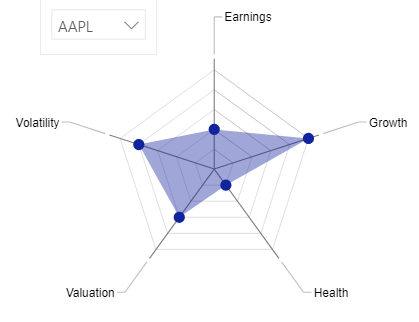 Earnings
AAPL
Volatility
Growth
Valuation
Health